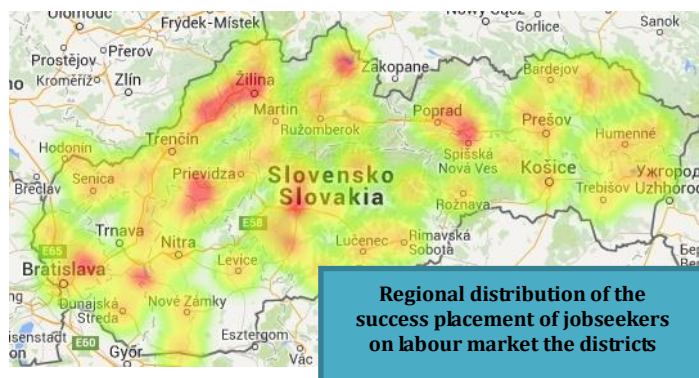 Olomouc
Frýdek-Místek
Nowy Sącz
Gorlice
Sanok
Prostějov
Přerov
Kroměříž
Zlín
Zakopane
Bardejov
Žilina
Martin
Poprad
Prešov
Ružomberok
Humenné
Trenčín
Hodonín
Spišská
Nová Ves
Ужгород
Uzhhorod
Břeclav
Senica
Prievidza
Slovensko
Slovakia
Košice
Trebišov
Rožňava
Trnava
E58
E65
Nitra
Lučenec
Rimavská
Sobota
Levice
Bratislava
Dunajská
Streda
Nové Zámky
Eisenstadt
E60
Győr
Esztergom
Vác
Regional distribution of the
success placement of jobseekers
on labour market the districts